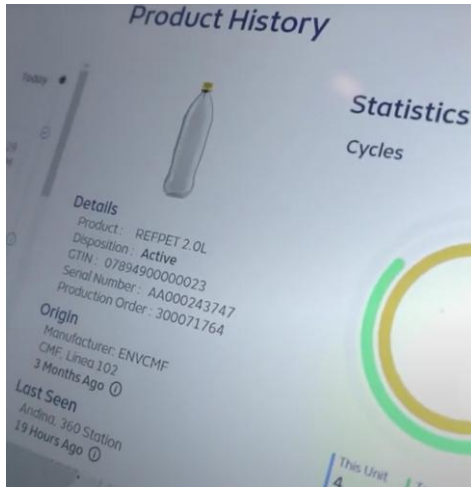 Product History
Today
Statistics
Cycles
Details
Product: REFPET 2.0L
Disposition: Active
GTIN: 07894900000023
Serial Number: AA000243747
Production Order: 300071764
Origin
Manufacturer: ENVCMF
CMF, Linea 102
3 Months Ago
Last Seen
Andina, 360 Station
19 Hours Ago
This Unit
4